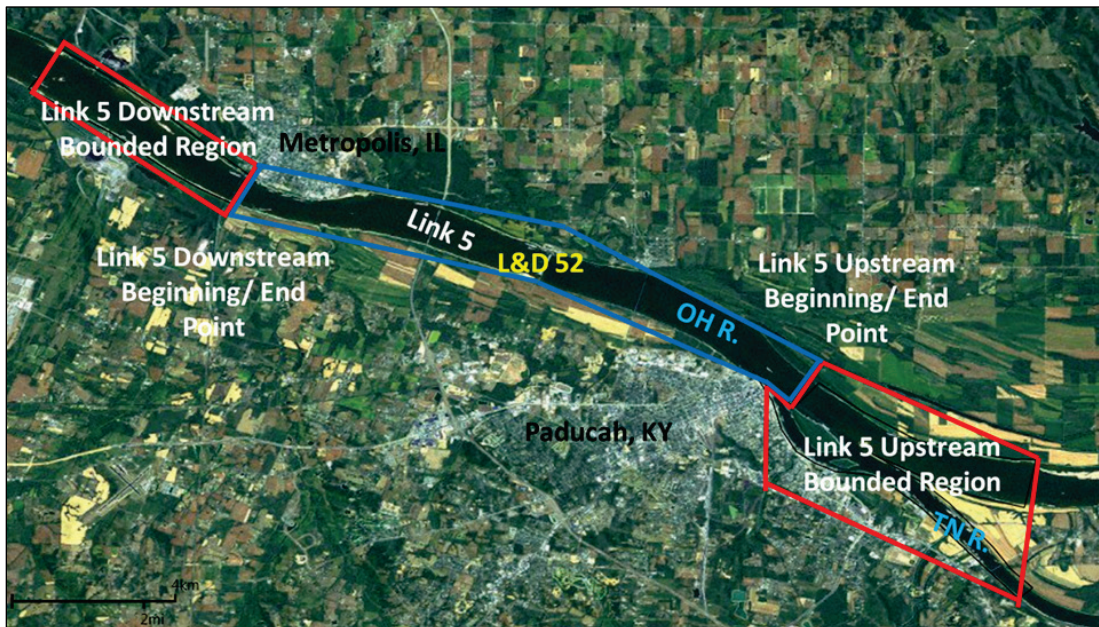 Link 5 Downstream
Bounded Region
Metropolis, IL
Link 5
L&D 52
Link 5 Downstream
Beginning/ End
Point
Link 5 Upstream
Beginning/ End
Point
OH R.
Paducah, KY
Link 5 Upstream
Bounded Region
TN R.
4km
2mi